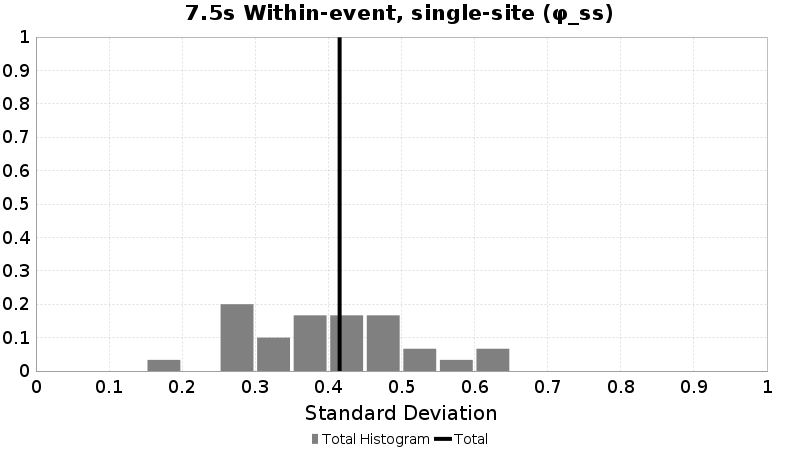 7.5s Within-event, single-site (φ_ss)
1
0.9
0.8
0.7
0.6
0.5
0.4
0.3
0.2
0.1
0
0 0.1 0.2 0.3 0.4 0.5 0.6 0.7 0.8 0.9 1
Standard Deviation
Total Histogram Total